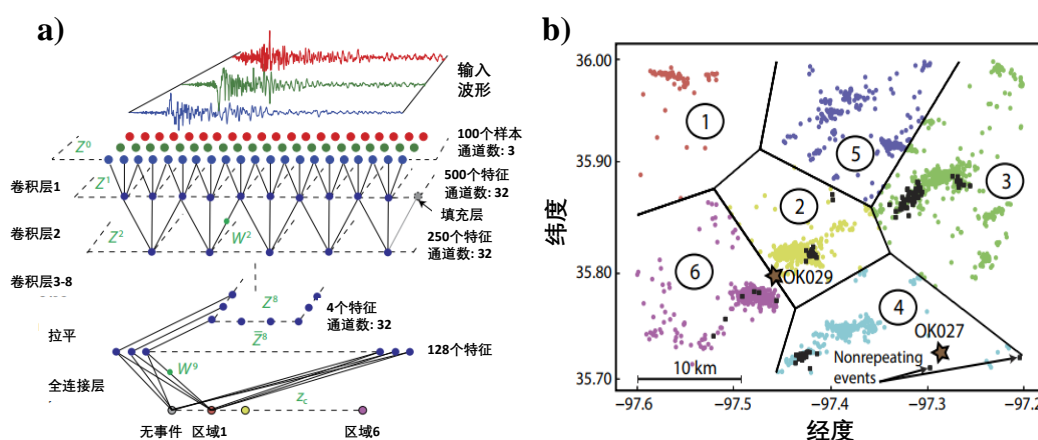 a)
输入
波形
100个样本
通道数: 3
Z⁰
卷积层1
Z¹
500个特征
通道数: 32
填充层
卷积层2
Z²
W²
250个特征
通道数: 32
卷积层3-8
Z⁸
4个特征
通道数: 32
拉平
Z̅⁸
128个特征
W⁹
全连接层
z_c
无事件
区域1
区域6
b)
纬度
36.00
35.90
35.80
35.70
1
5
3
2
6
OK029
4
OK027
Nonrepeating
events
10 km
−97.6
−97.5
−97.4
−97.3
−97.2
经度